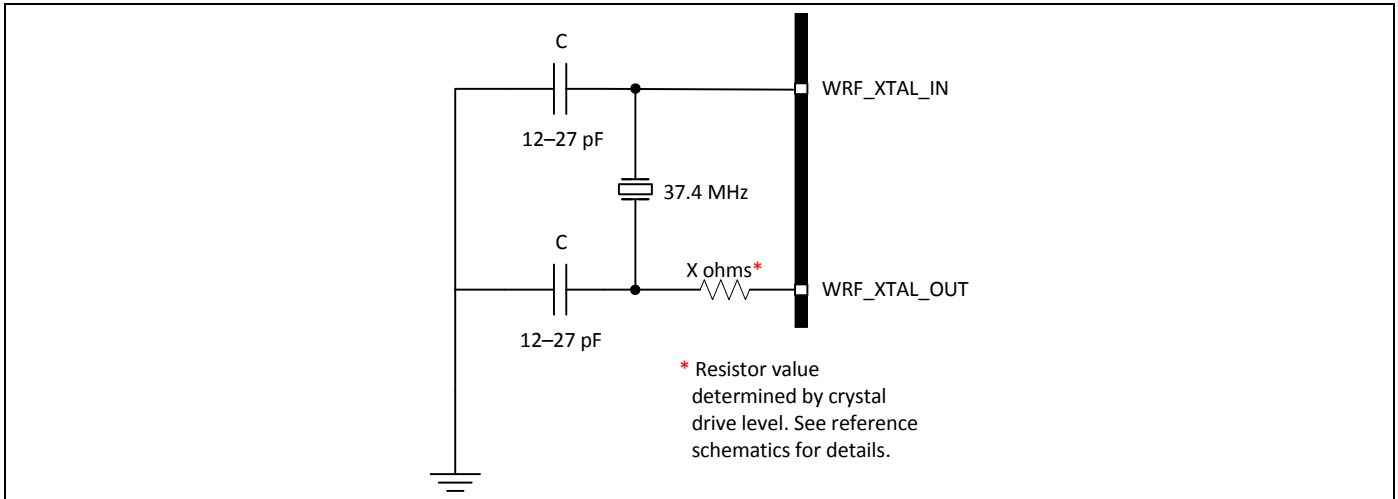 C
WRF_XTAL_IN
12–27 pF
37.4 MHz
C
X ohms*
WRF_XTAL_OUT
12–27 pF
* Resistor value
determined by crystal
drive level. See reference
schematics for details.